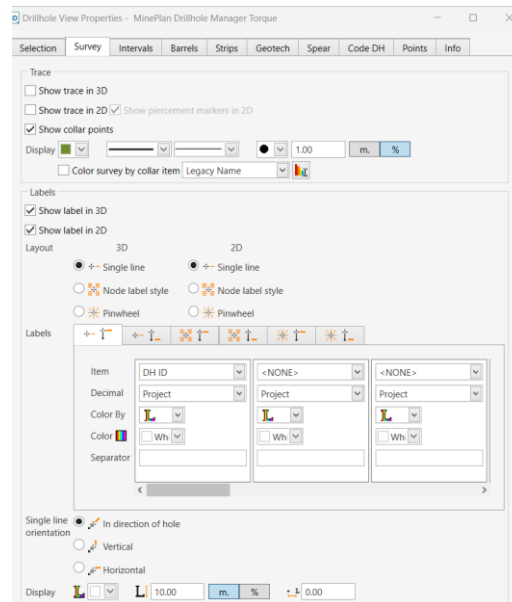 Drillhole View Properties - MinePlan Drillhole Manager Torque
Selection Survey Intervals Barrels Strips Geotech Spear Code DH Points Info
Trace
Show trace in 3D
Show trace in 2D Show piercement markers in 2D
Show collar points
Display 1.00 m. %
Color survey by collar item Legacy Name
Labels
Show label in 3D
Show label in 2D
Layout 3D 2D
Single line Single line
Node label style Node label style
Pinwheel Pinwheel
Labels
Item DH ID <NONE> <NONE>
Decimal Project Project Project
Color By
Color Wh Wh Wh
Separator
Single line orientation In direction of hole
Vertical
Horizontal
Display 10.00 m. % 0.00